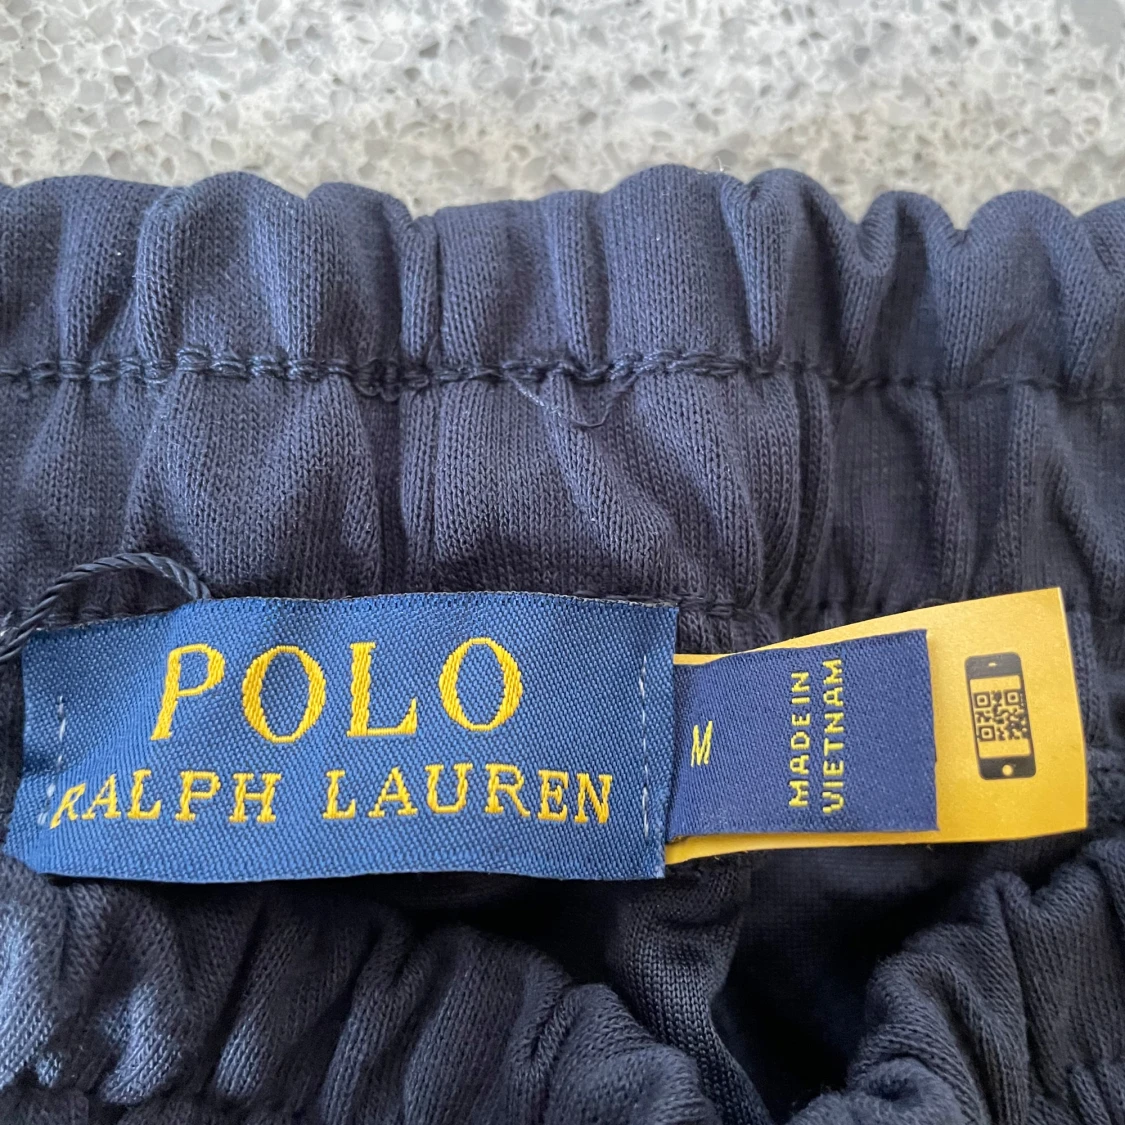 POLO
RALPH LAUREN
M
MADE IN
VIETNAM